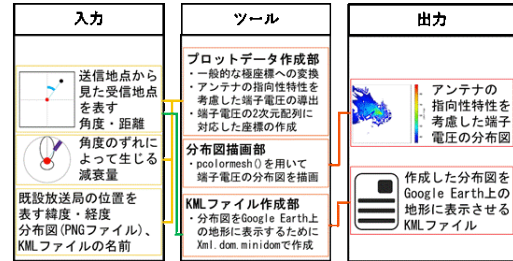 入力
送信地点から
見た受信地点
を表す
角度・距離
角度のずれに
よって生じる
減衰量
既設放送局の位置を
表す緯度・経度
分布図(PNGファイル)、
KMLファイルの名前
ツール
プロットデータ作成部
・一般的な極座標への変換
・アンテナの指向性特性を
考慮した端子電圧の導出
・端子電圧の2次元配列に
対応した座標の作成
分布図描画部
・pcolormesh()を用いて
端子電圧の分布図を描画
KMLファイル作成部
・分布図をGoogle Earth上
の地形に表示するために
Xml.dom.minidomで作成
出力
アンテナの
指向性特性を
考慮した端子
電圧の分布図
作成した分布図を
Google Earth上の
地形に表示させる
KMLファイル